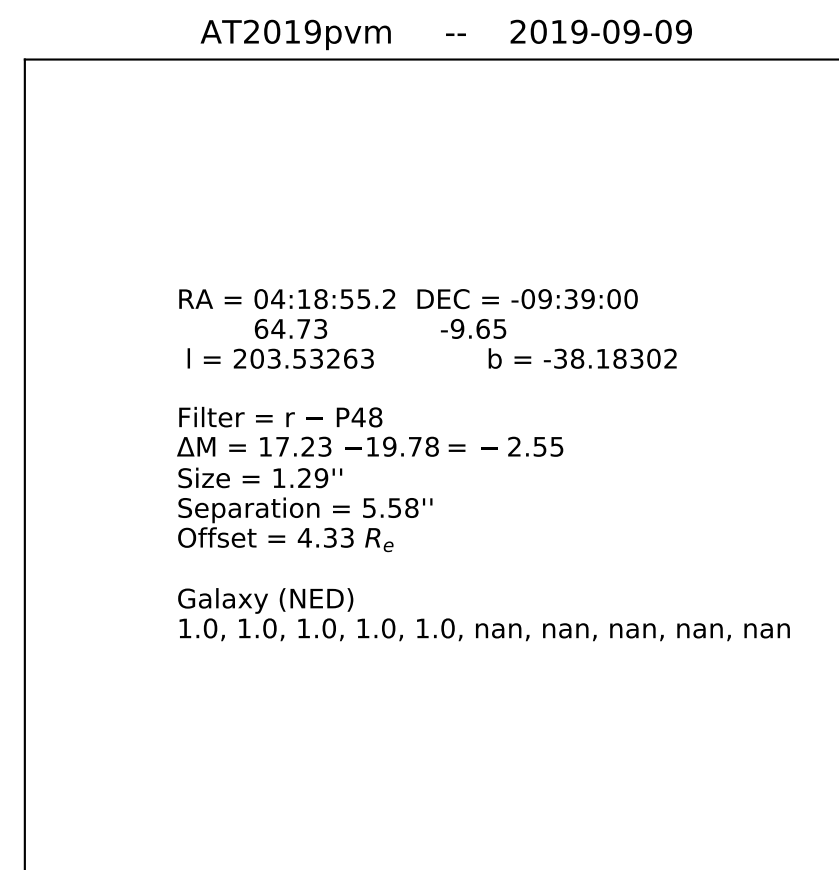 AT2019pvm -- 2019-09-09
RA = 04:18:55.2 DEC = -09:39:00
64.73 -9.65
l = 203.53263 b = -38.18302
Filter = r − P48
ΔM = 17.23 −19.78 = − 2.55
Size = 1.29''
Separation = 5.58''
Offset = 4.33 Re
Galaxy (NED)
1.0, 1.0, 1.0, 1.0, 1.0, nan, nan, nan, nan, nan